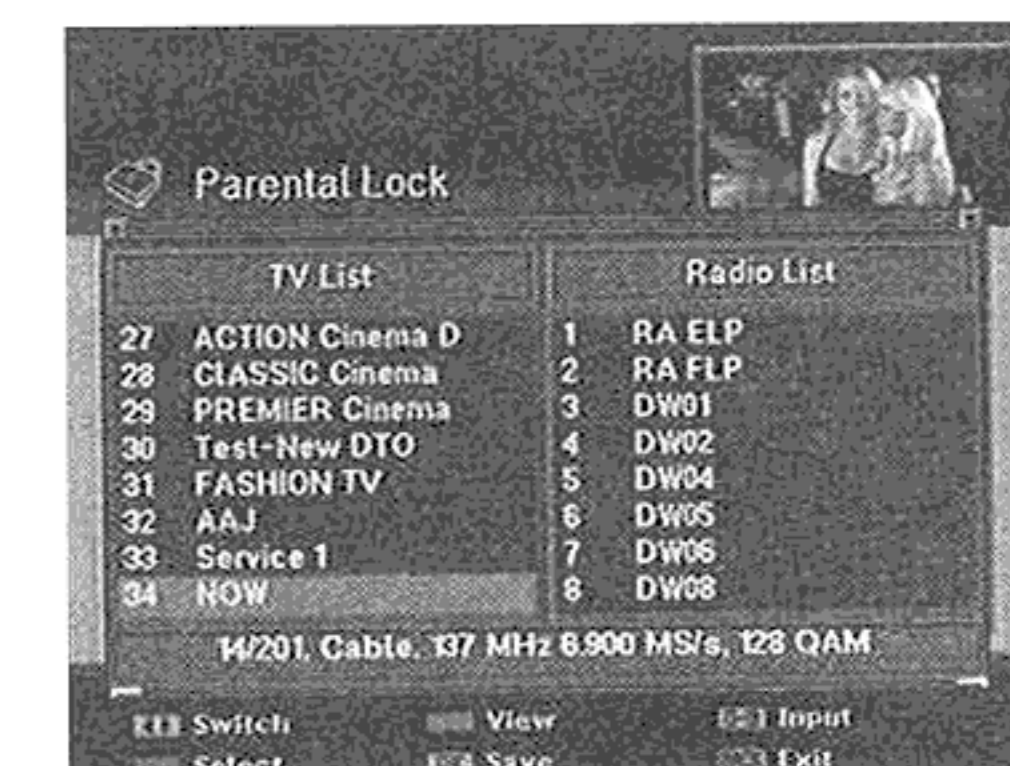 Parental Lock
TV List
27 ACTION Cinema D
28 CLASSIC Cinema
29 PREMIER Cinema
30 Test-New DTO
31 FASHION TV
32 AAJ
33 Service 1
34 NOW
Radio List
1 RA ELP
2 RA FLP
3 DW01
4 DW02
5 DW04
6 DW05
7 DW06
8 DW08
14/201, Cable, 137 MHz 6.900 MS/s, 128 QAM
Switch View Input
Select Save Exit